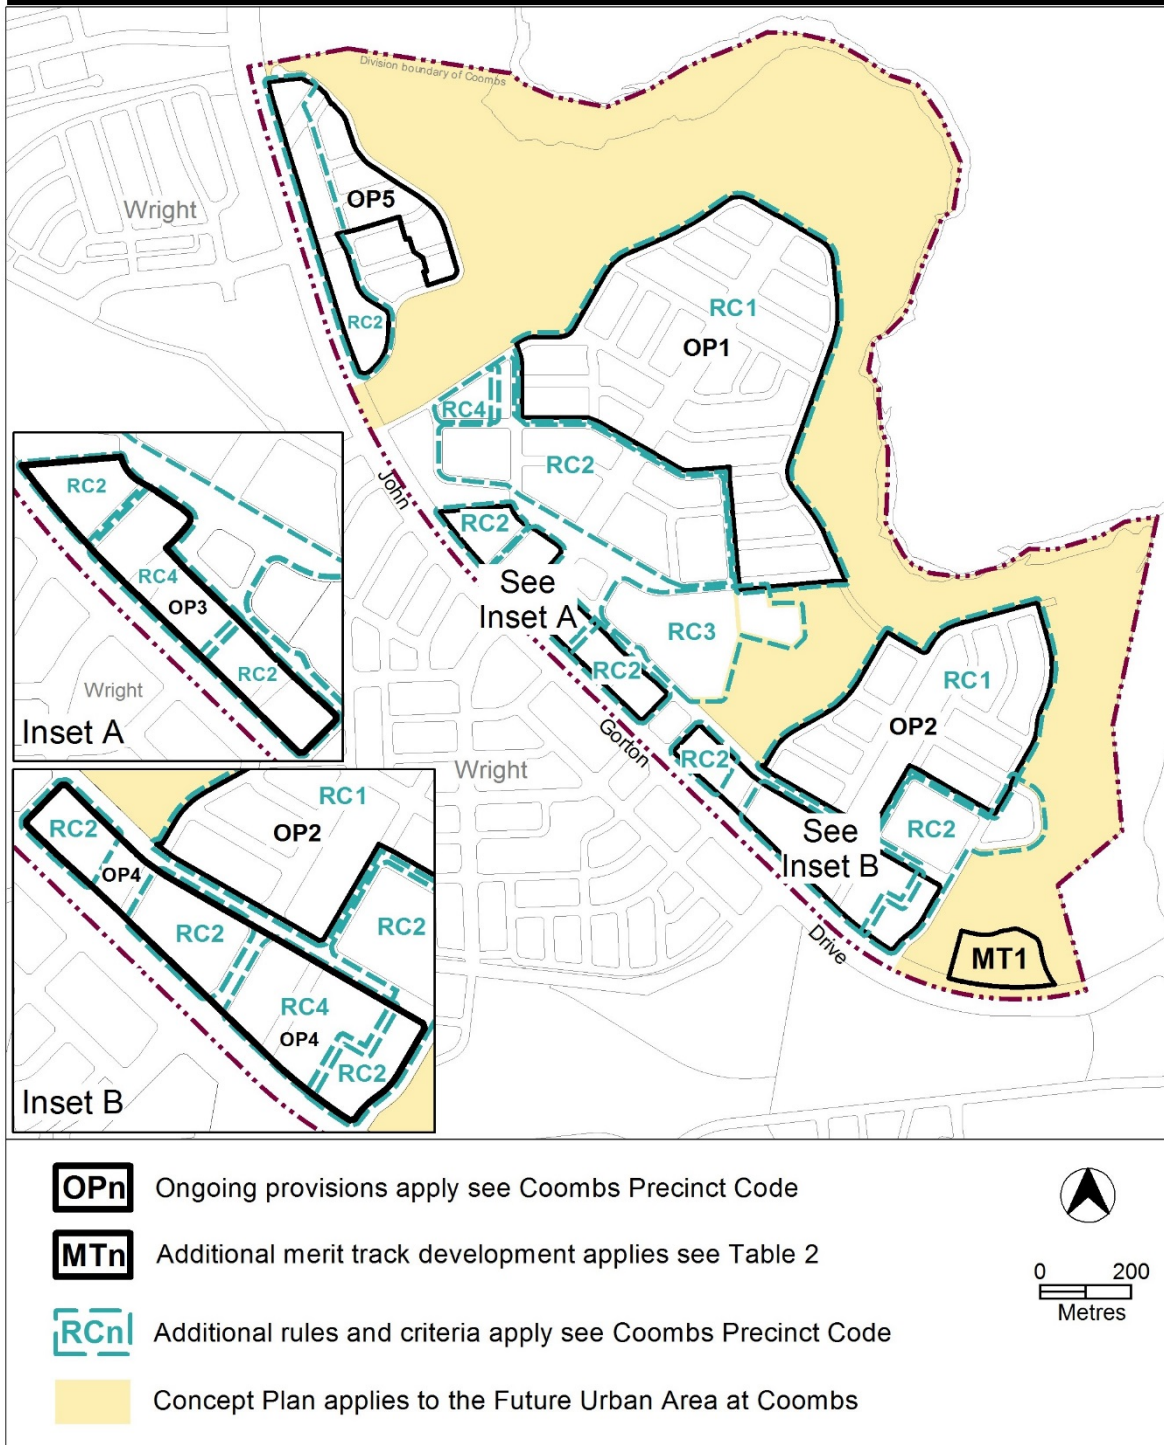 Division boundary of Coombs
Wright
OP5
RC2
RC1
OP1
RC4
RC2
John
RC2
See
Inset A
RC3
RC2
RC1
OP2
Gorton
RC2
Wright
RC2
See
Inset B
Drive
MT1
RC2
RC4
OP3
RC2
Wright
Inset A
RC1
OP2
RC2
OP4
RC2
RC2
RC4
OP4
RC2
Inset B
OPn Ongoing provisions apply see Coombs Precinct Code
MTn Additional merit track development applies see Table 2
0 200
Metres
RCn Additional rules and criteria apply see Coombs Precinct Code
Concept Plan applies to the Future Urban Area at Coombs